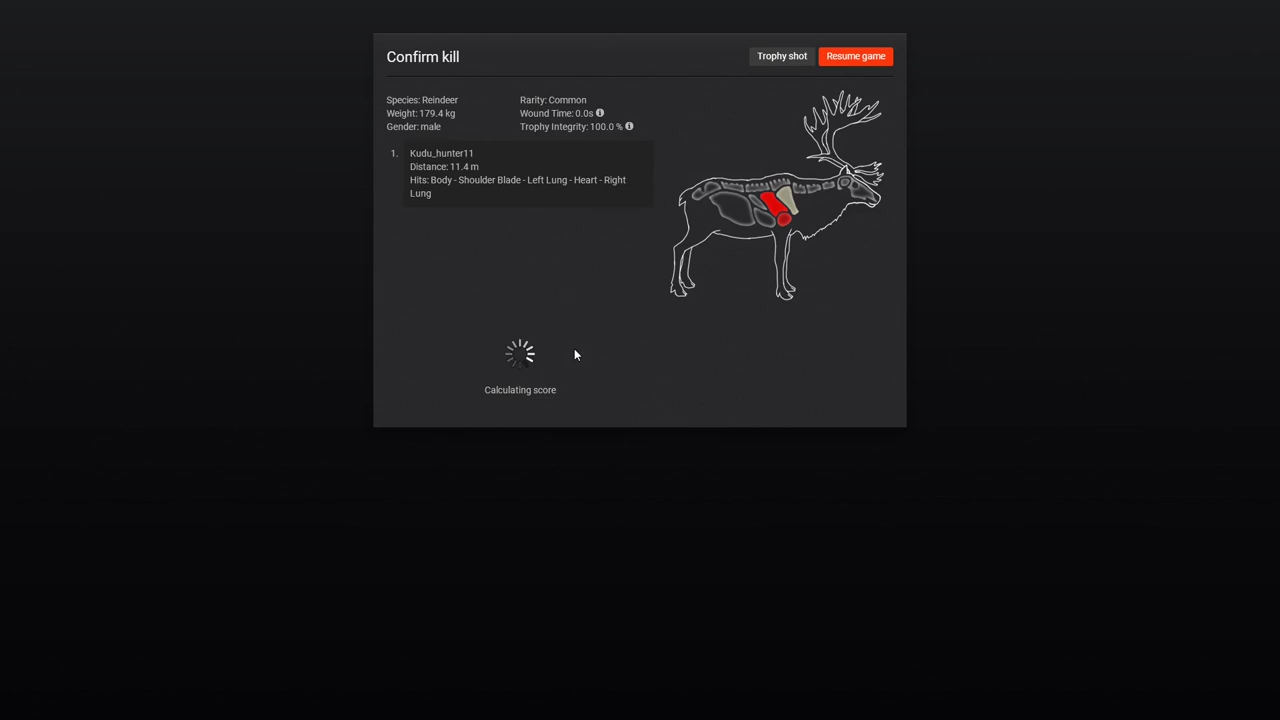 Confirm kill
Trophy shot
Resume game
Species: Reindeer
Rarity: Common
Weight: 179.4 kg
Wound Time: 0.0s
Gender: male
Trophy Integrity: 100.0 %
1.
Kudu_hunter11
Distance: 11.4 m
Hits: Body - Shoulder Blade - Left Lung - Heart - Right
Lung
Calculating score